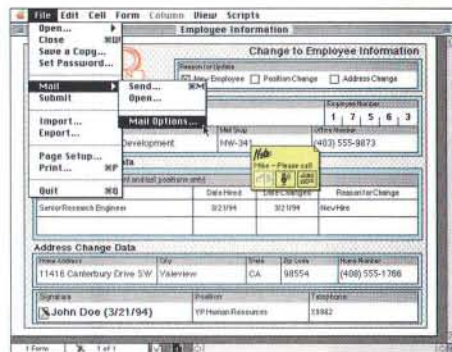 File Edit Cell Form Column View Scripts
Employee Information
Open...
Close ⌘W
Save a Copy...
Set Password...
Mail
Submit
Import...
Export...
Page Setup...
Print... ⌘P
Quit ⌘Q
Send... ⌘M
Open...
Mail Options...
Change to Employee Information
Reason for Update
New Employee Position Change Address Change
Employee Number
1 7 5 6 3
Mail Stop Office Number
Development MW-34 (403) 555-9873
Note
Mike - Please call
Date Hired Date Changed Reason for Change
Senior Research Engineer 3/21/94 3/21/94 New Hire
Address Change Data
Home Address City State Zip Code Home Number
11416 Canterbury Drive SW Yaleview CA 98554 (408) 555-1766
Signature Position Telephone
John Doe (3/21/94) VP Human Resources
1 Form 1 of 1